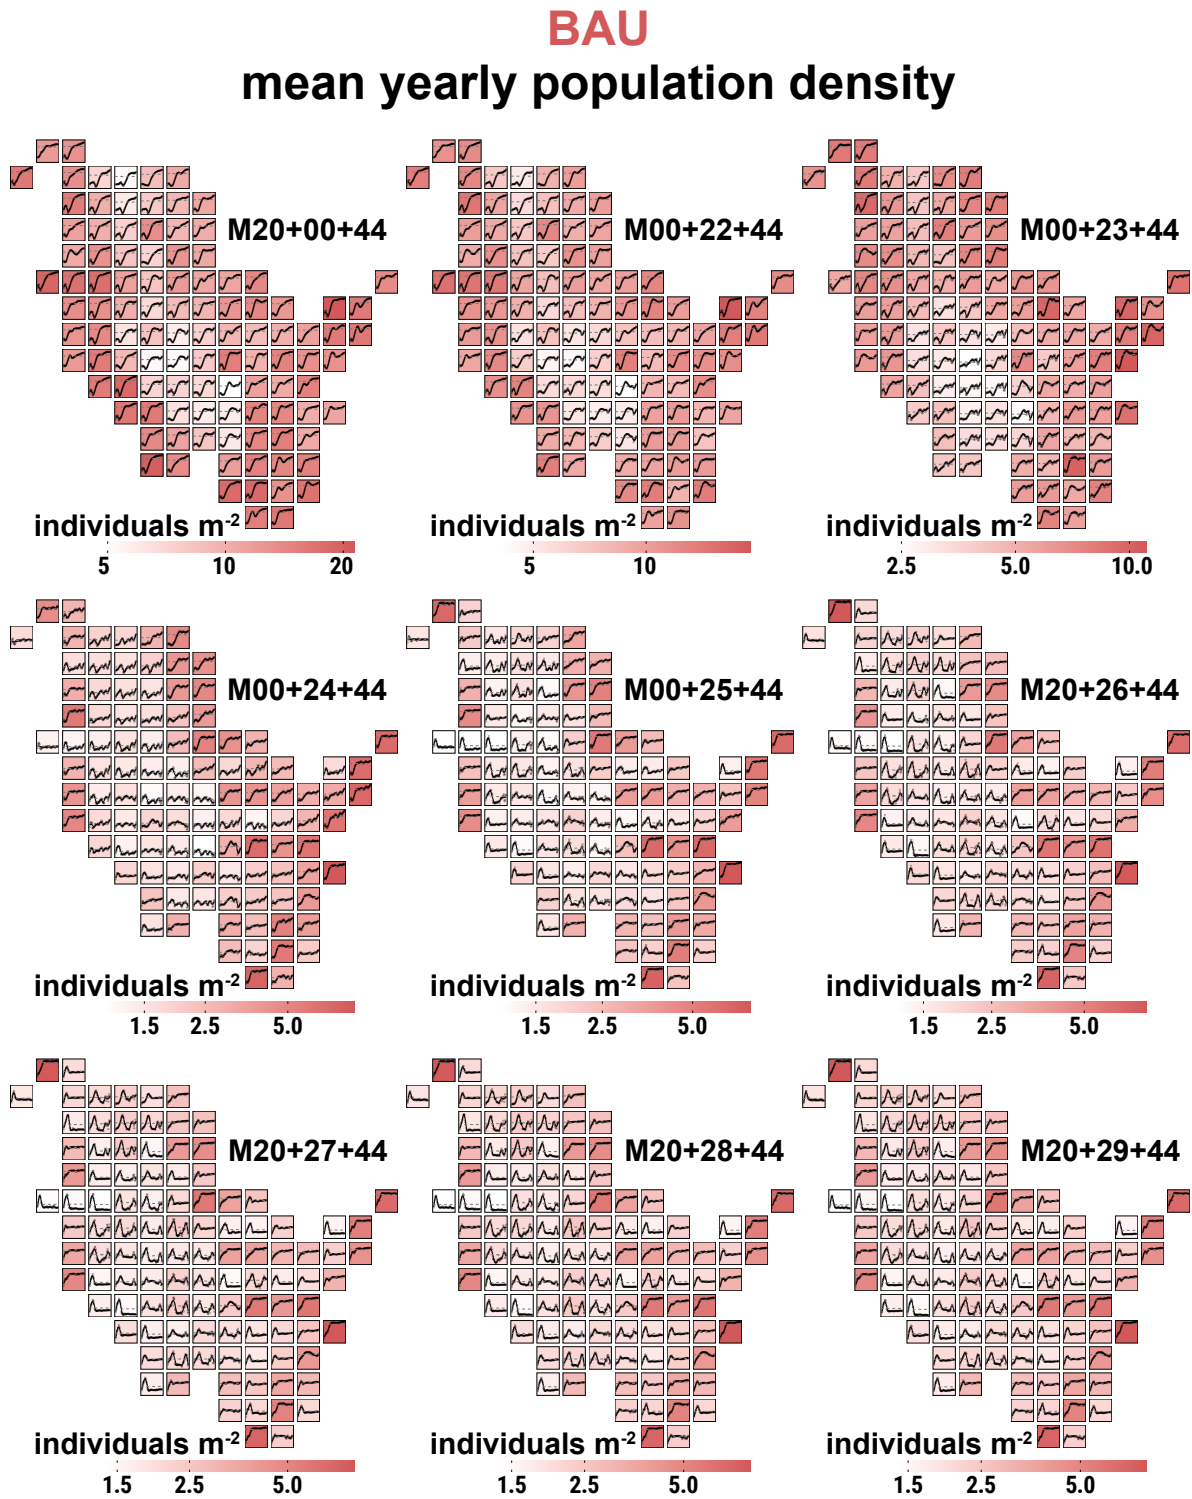 BAU
mean yearly population density
M20+00+44
M00+22+44
M00+23+44
individuals m-2
individuals m-2
individuals m-2
5 10 20
5 10
2.5 5.0 10.0
M00+24+44
M00+25+44
M20+26+44
individuals m-2
individuals m-2
individuals m-2
1.5 2.5 5.0
1.5 2.5 5.0
1.5 2.5 5.0
M20+27+44
M20+28+44
M20+29+44
individuals m-2
individuals m-2
individuals m-2
1.5 2.5 5.0
1.5 2.5 5.0
1.5 2.5 5.0